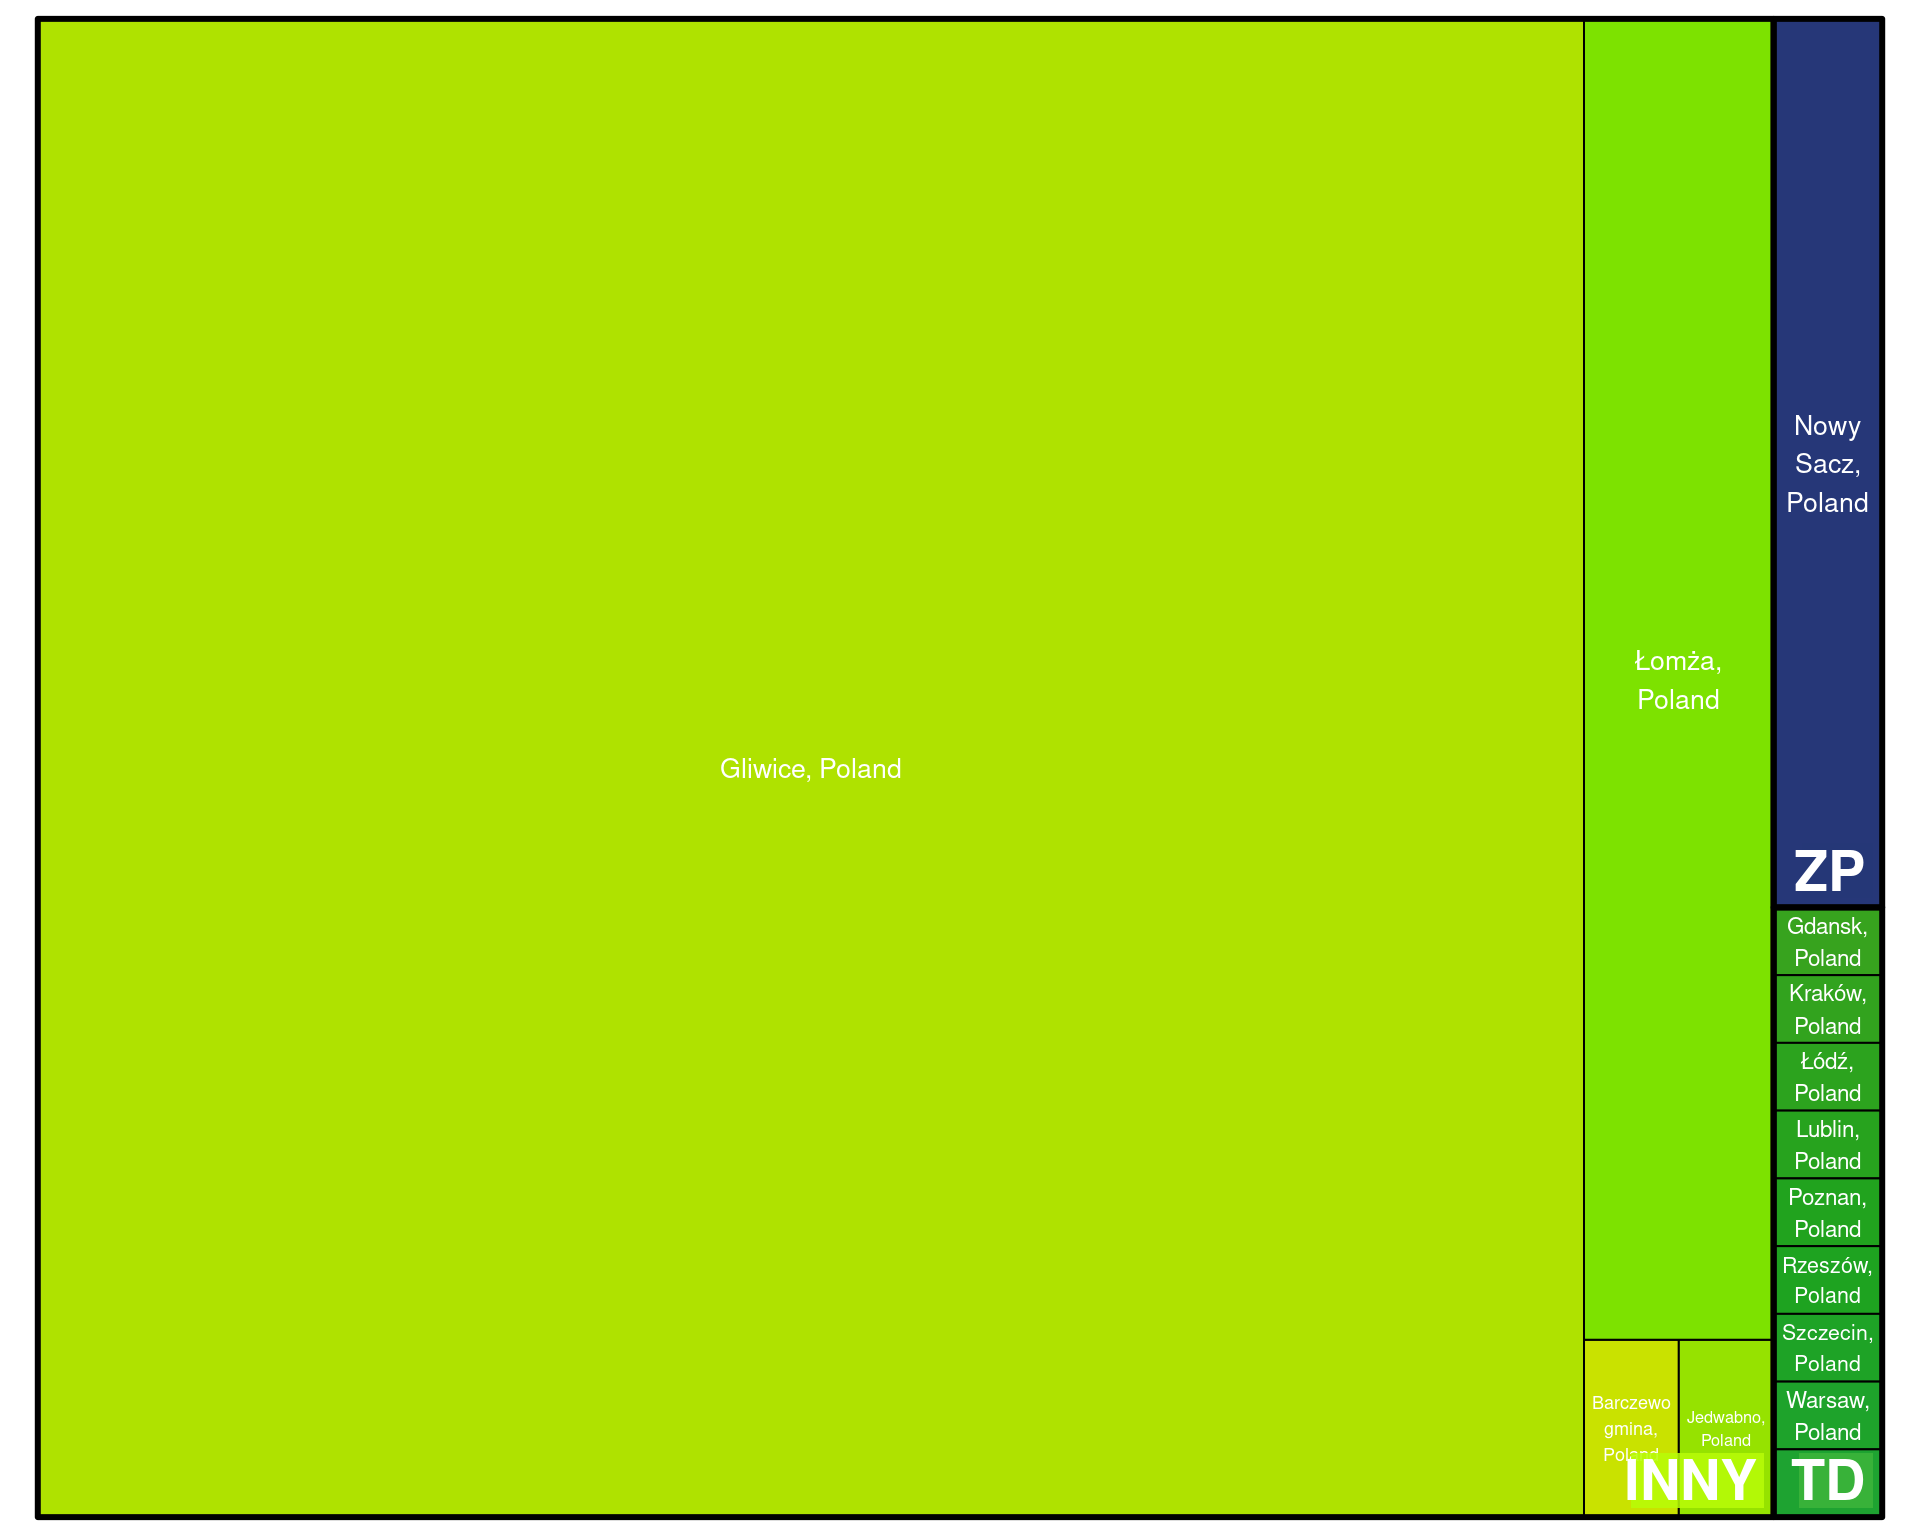 Gliwice, Poland
Łomża,
Poland
Barczewo
gmina,
Poland
Jedwabno,
Poland
INNY
Nowy
Sacz,
Poland
ZP
Gdansk,
Poland
Kraków,
Poland
Łódź,
Poland
Lublin,
Poland
Poznan,
Poland
Rzeszów,
Poland
Szczecin,
Poland
Warsaw,
Poland
TD